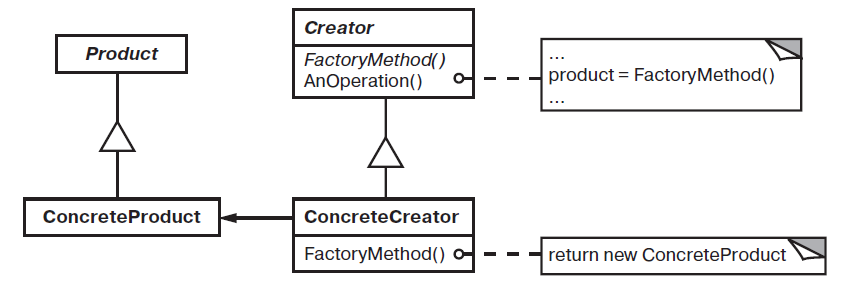 Product
Creator
FactoryMethod()
AnOperation()
...
product = FactoryMethod()
...
ConcreteProduct
ConcreteCreator
FactoryMethod()
return new ConcreteProduct